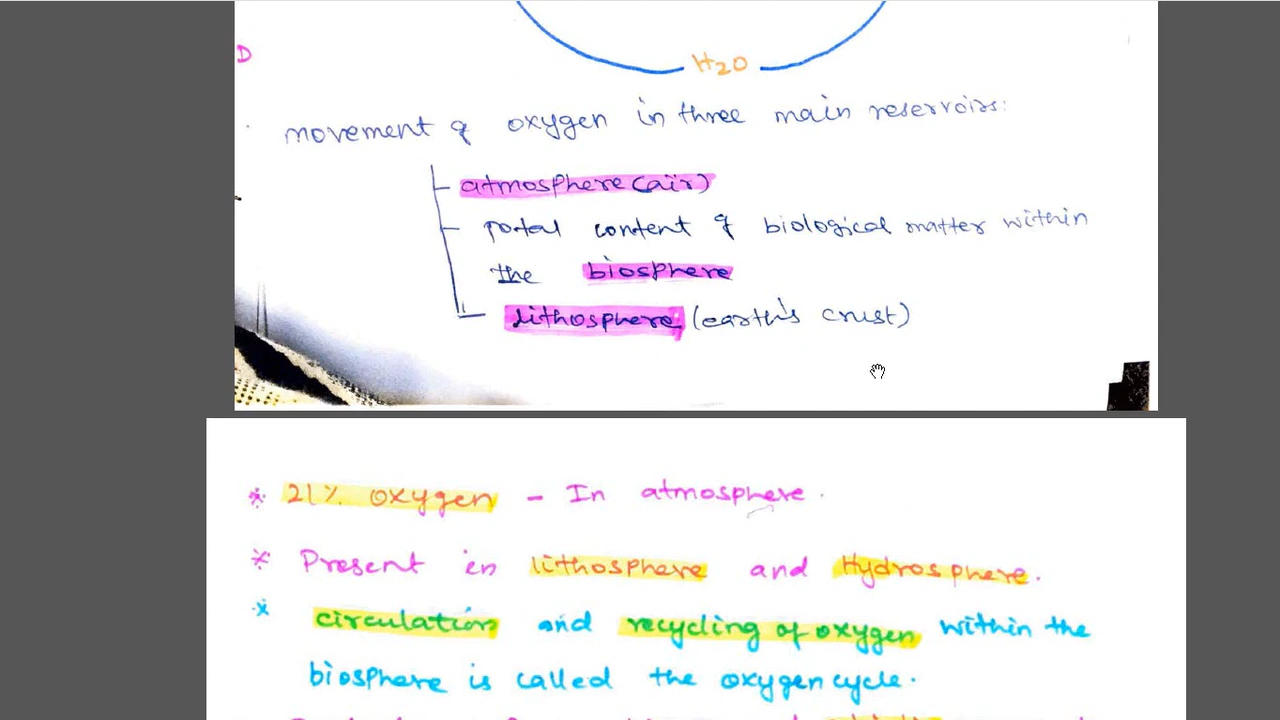 D
H2O
movement of oxygen in three main reservoirs:
atmosphere (air)
total content of biological matter within
the biosphere
Lithosphere (earth's crust)
* 21% oxygen - In atmosphere.
* Present in lithosphere and Hydrosphere.
* circulation and recycling of oxygen within the
biosphere is called the oxygen cycle.